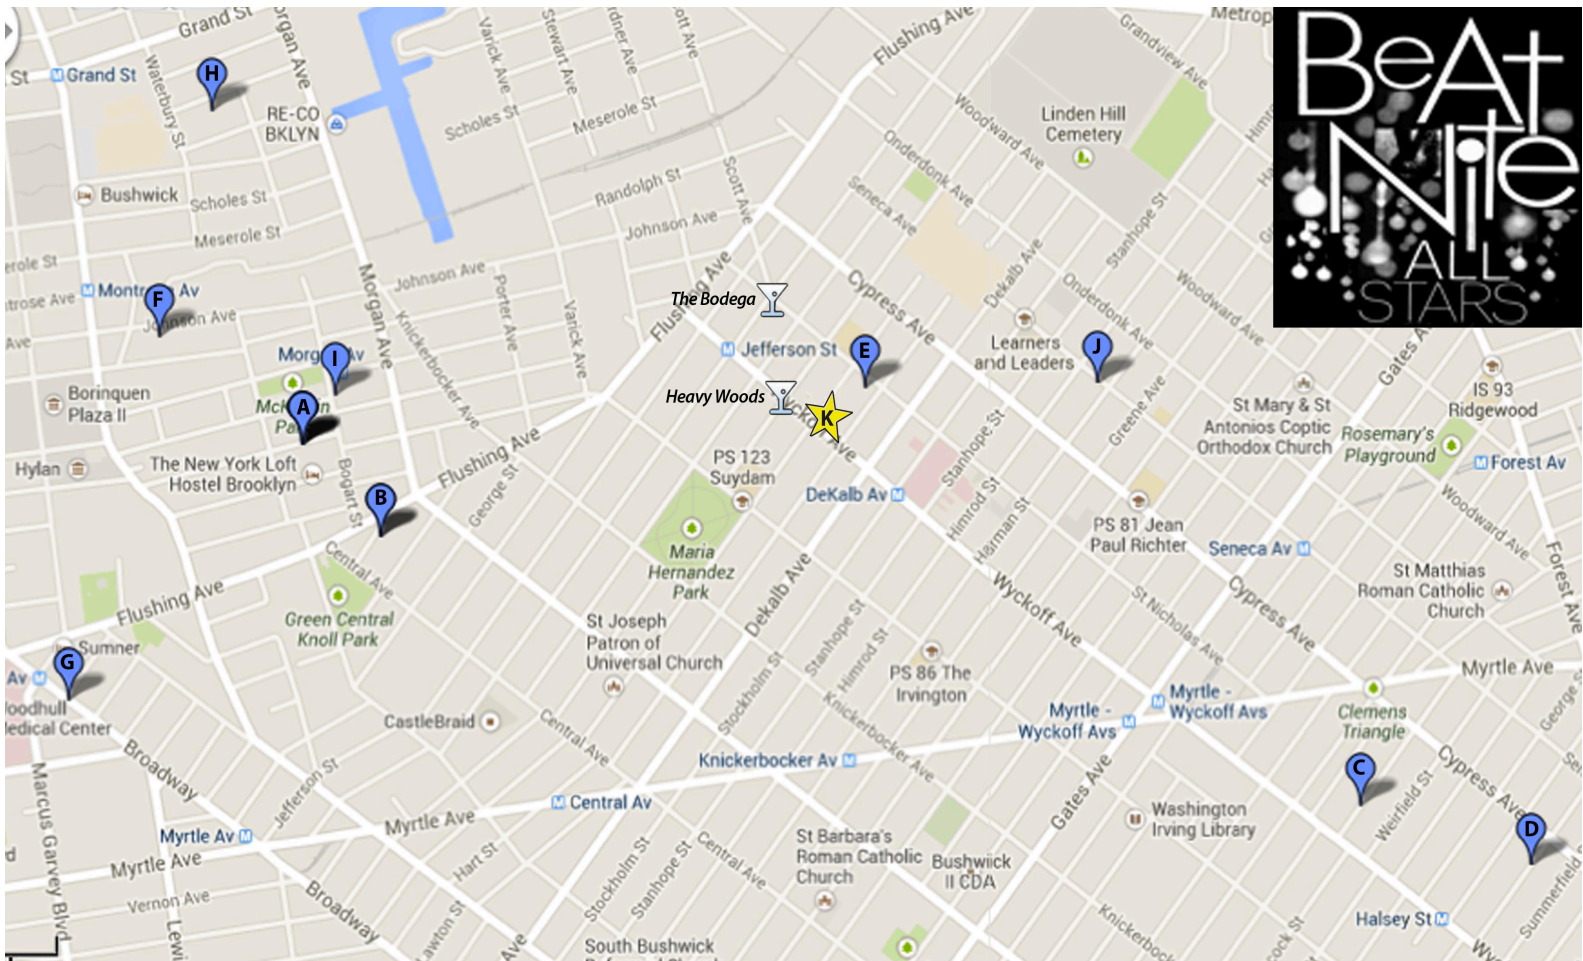 Grand St
Grand St
St
H
Waterbury St
Morgan Ave
RE-CO
BKLYN
Varick Ave
Stewart Ave
Scholes St
Meserole St
Flushing Ave
Grandview Ave
Metrop
BeAt
Nite
ALL
STARS
Linden Hill
Cemetery
Woodward Ave
Onderdonk Ave
Seneca Ave
Bushwick
Scholes St
Meserole St
Randolph St
Johnson Ave
Scott Ave
Stanhope St
Montr
Av
F
Johnson Ave
Morgan Ave
Johnson Ave
Porter Ave
Varick Ave
Knickerbocker Ave
Flushing Ave
The Bodega
Cypress Ave
Dekalb Ave
Onderdonk Ave
Woodward Ave
Jefferson St
E
Learners
and Leaders
J
Gates A
Morg
Av
I
A
Borinquen
Plaza II
Heavy Woods
K
Greene Ave
St Mary & St
Antonios Coptic
Orthodox Church
IS 93
Ridgewood
Rosemary's
Playground
Forest Av
Hylan
The New York Loft
Hostel Brooklyn
Bogart St
B
Flushing Ave
George St
PS 123
Suydam
DeKalb Av
Stanhope St
Himrod St
Harman St
PS 81 Jean
Paul Richter
Seneca Av
Woodward Ave
Forest Ave
Central Ave
Flushing Ave
Green Central
Knoll Park
Maria
Hernandez
Park
Dekalb Ave
Wyckoff Ave
St Nicholas Ave
Cypress Ave
St Matthias
Roman Catholic
Church
Sumner
G
Av
oodhull
edical Center
St Joseph
Patron of
Universal Church
Stanhope St
Himrod St
Stockholm St
PS 86 The
Irvington
Knickerbocker Ave
Myrtle Ave
Myrtle -
Wyckoff Avs
Myrtle -
Wyckoff Avs
Clemens
Triangle
George S
CastleBraid
Central Ave
Broadway
Knickerbocker Av
Central Av
C
Weirfield St
Cypress Ave
D
Summerfield S
Marcus Garvey Blvd
Jefferson St
Myrtle Av
Myrtle Ave
Myrtle Ave
Gates Ave
Washington
Irving Library
Vernon Ave
Lewi
Broadway
Hart St
Lawton St
Ave
Stockholm St
Stanhope St
Central Ave
St Barbara's
Roman Catholic
Church
Bushwiick
II CDA
Knickerboc
ock St
Halsey St
Wyc
South Bushwick